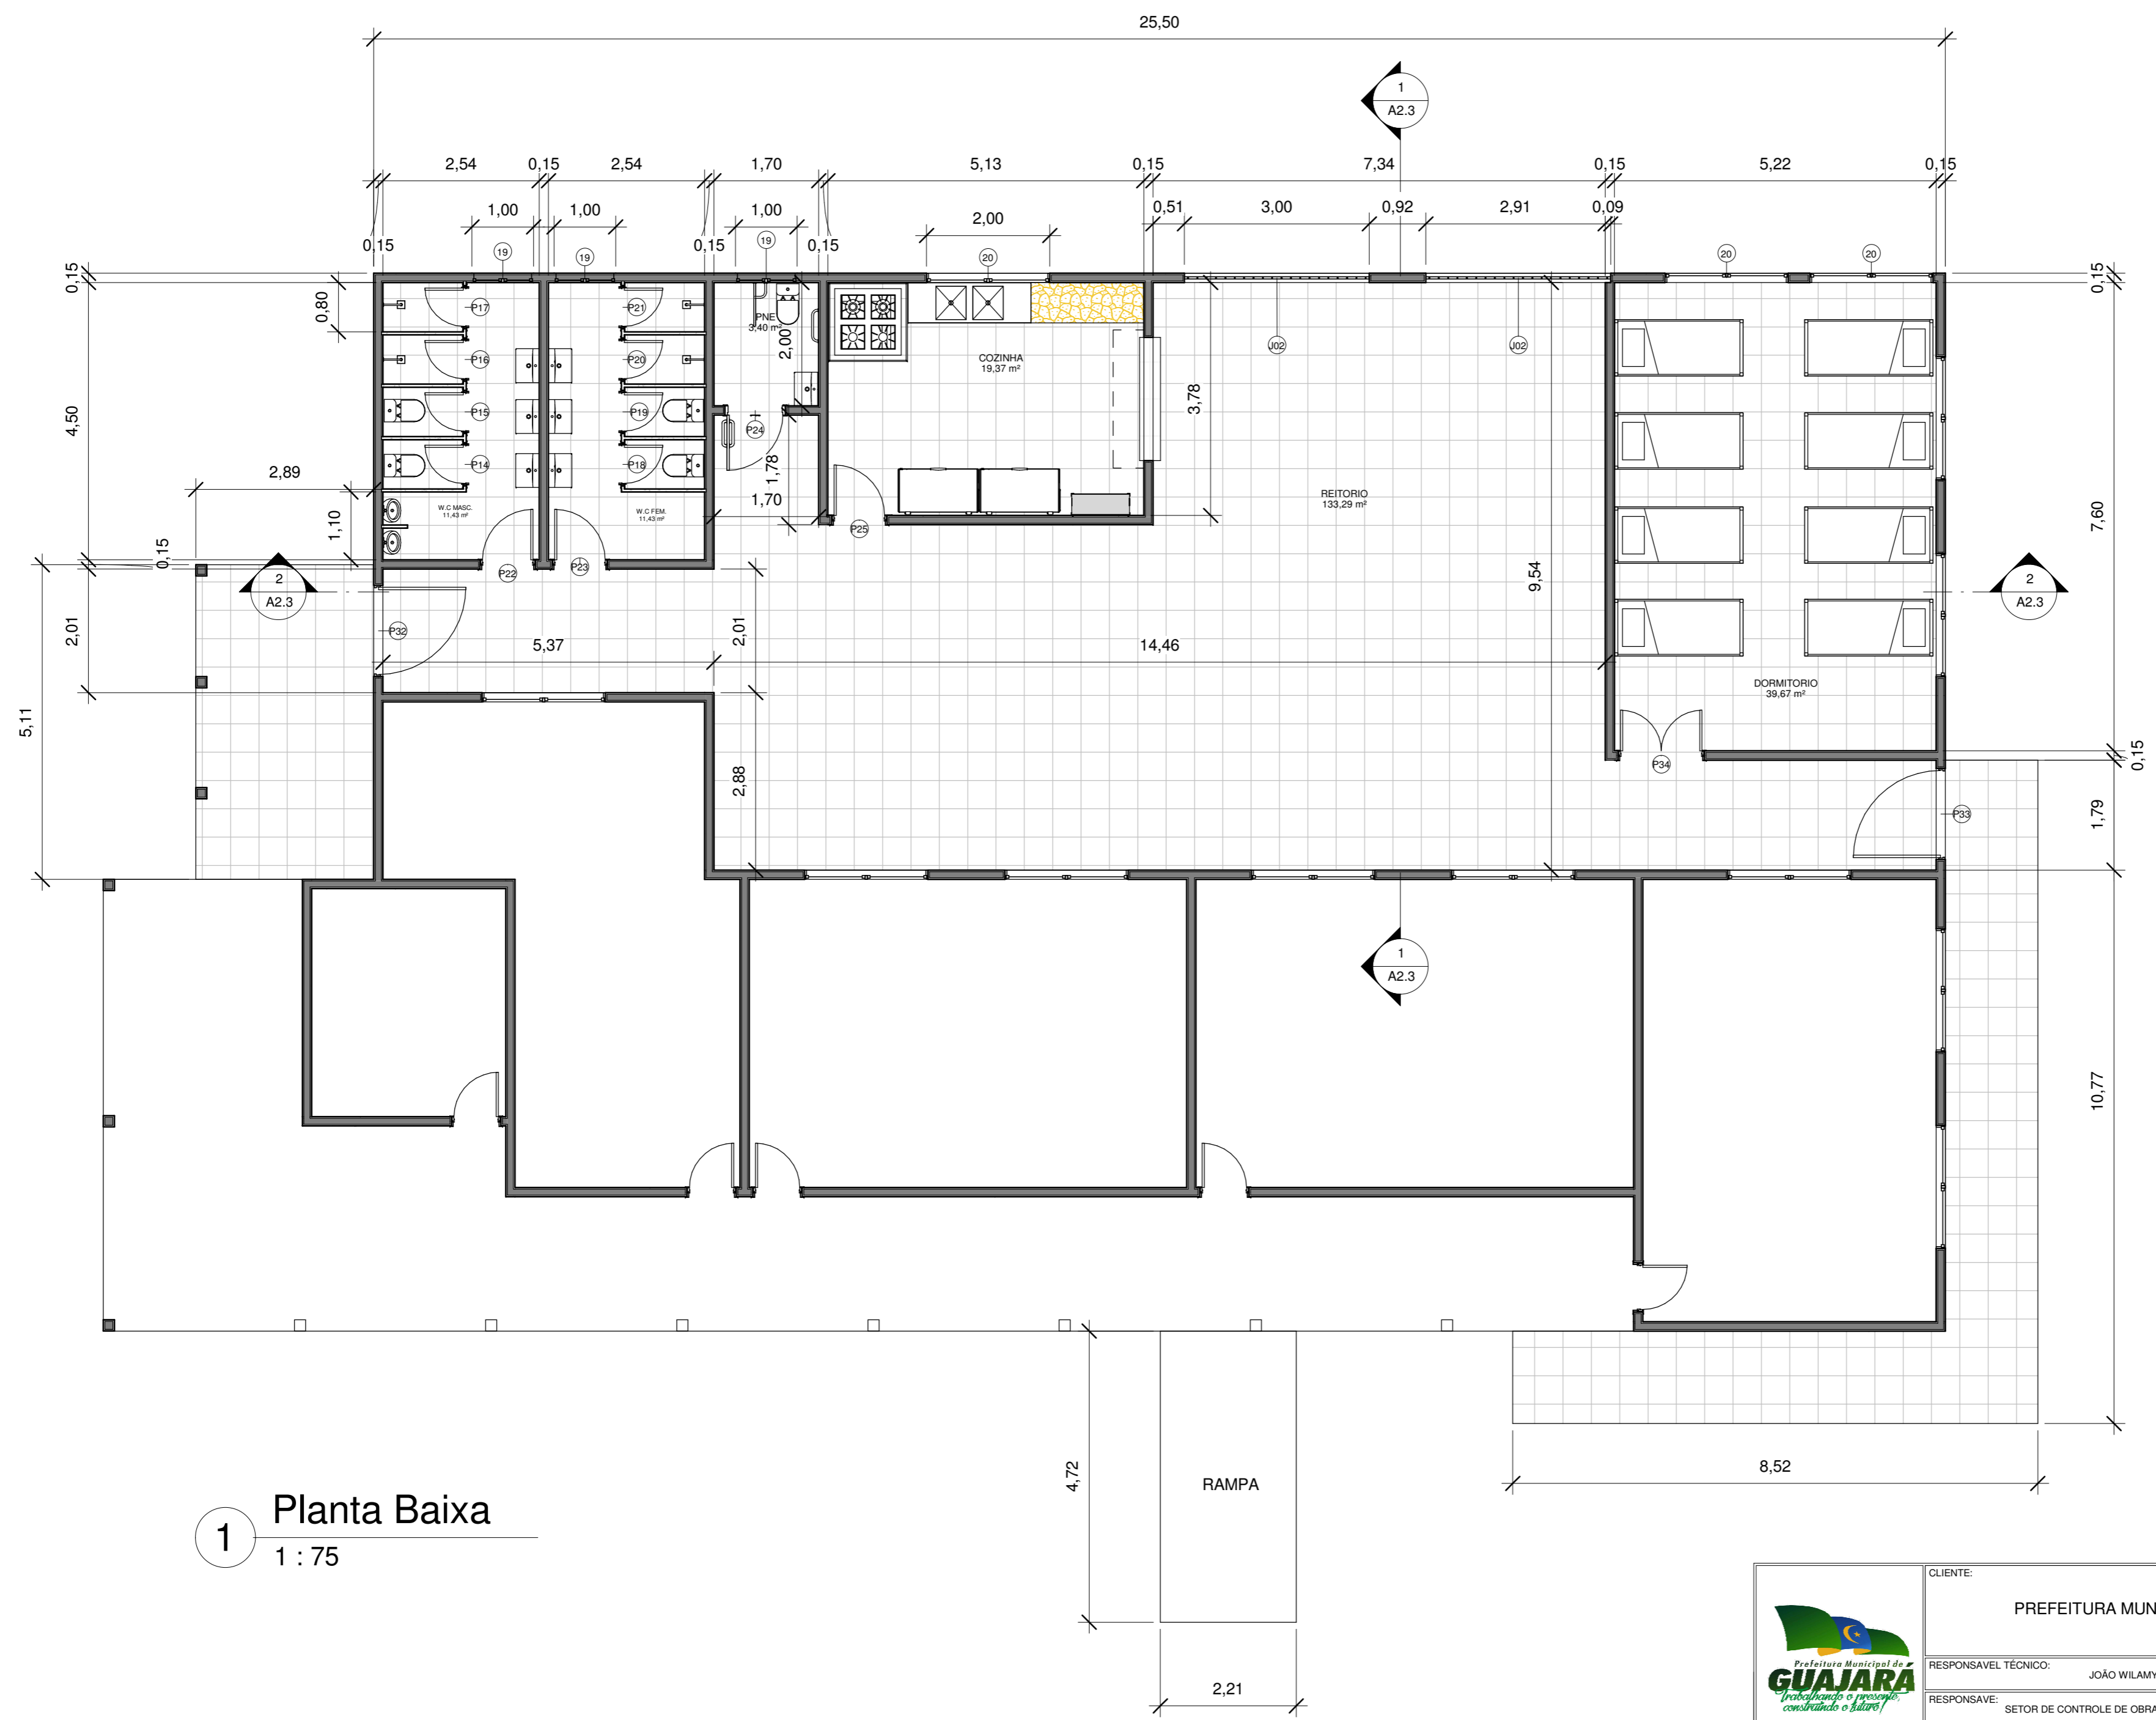 25,50
1
A2.3
2,54
0,15
2,54
1,70
5,13
0,15
7,34
0,15
5,22
0,15
1,00
1,00
1,00
2,00
0,51
3,00
0,92
2,91
0,09
0,15
0,15
0,15
19
19
19
20
20
20
0,15
0,80
4,50
0,15
P17
P21
PNE
3,40 m²
2,00
P16
P20
COZINHA
19,37 m²
J02
J02
P15
P19
P24
3,78
2,89
P14
P18
1,78
1,70
W.C MASC.
11,43 m²
W.C FEM.
11,43 m²
P25
REITORIO
133,29 m²
7,60
1,10
0,15
P22
P23
2
A2.3
9,54
2
A2.3
2,01
P32
5,37
2,01
14,46
DORMITORIO
39,67 m²
5,11
2,88
P34
0,15
P33
1,79
1
A2.3
10,77
4,72
RAMPA
8,52
2,21
1
Planta Baixa
1 : 75
CLIENTE:
PREFEITURA MUN
Prefeitura Municipal de
GUAJARÁ
Trabalhando o presente,
construindo o futuro!
RESPONSAVEL TÉCNICO:
JOÃO WILAMY
RESPONSAVE:
SETOR DE CONTROLE DE OBRA